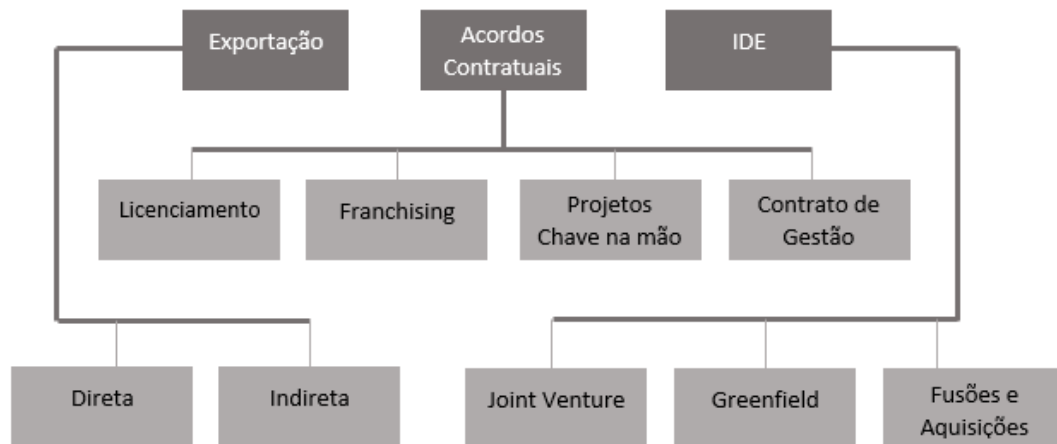 Exportação
Acordos
Contratuais
IDE
Licenciamento
Franchising
Projetos
Chave na mão
Contrato de
Gestão
Direta
Indireta
Joint Venture
Greenfield
Fusões e
Aquisições